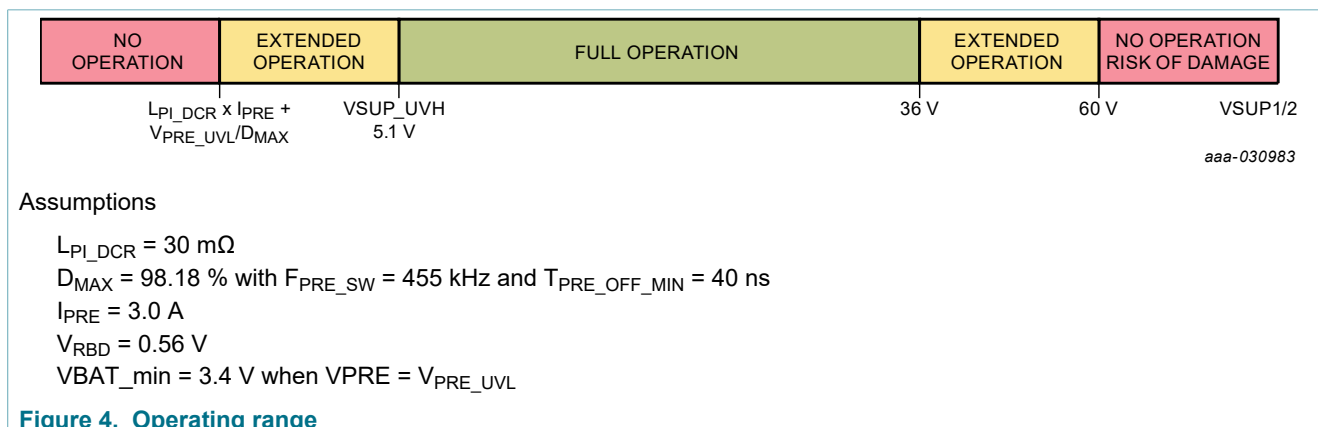 NO
OPERATION
EXTENDED
OPERATION
FULL OPERATION
EXTENDED
OPERATION
NO OPERATION
RISK OF DAMAGE
LPI_DCR x IPRE +
VPRE_UVL/DMAX
VSUP_UVH
5.1 V
36 V
60 V
VSUP1/2
aaa-030983
Assumptions
LPI_DCR = 30 mΩ
DMAX = 98.18 % with FPRE_SW = 455 kHz and TPRE_OFF_MIN = 40 ns
IPRE = 3.0 A
VRBD = 0.56 V
VBAT_min = 3.4 V when VPRE = VPRE_UVL
Figure 4. Operating range